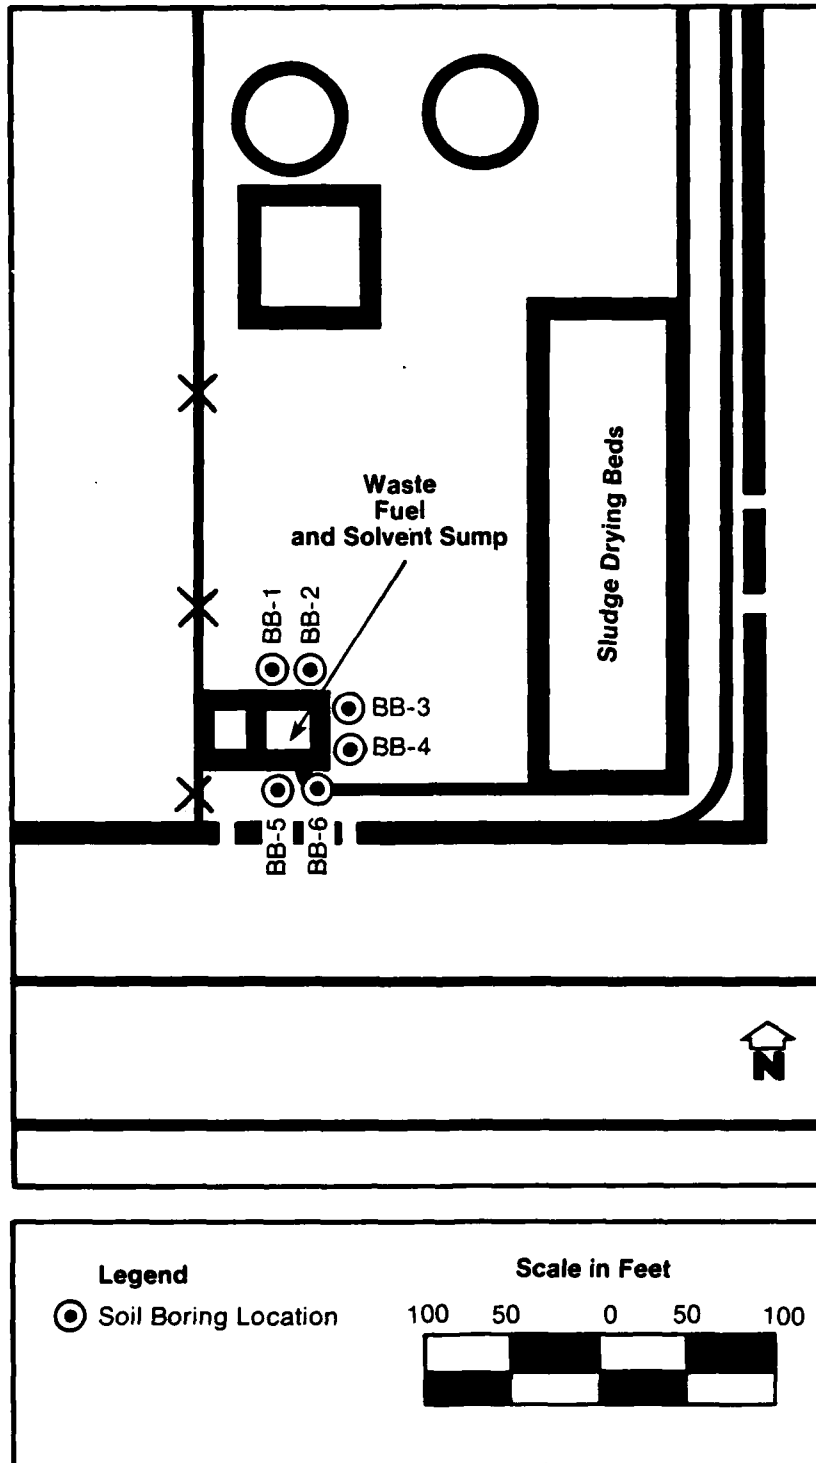 Waste
Fuel
and Solvent Sump
Sludge Drying Beds
BB-1
BB-2
BB-3
BB-4
BB-5
BB-6
N
Legend
Soil Boring Location
Scale in Feet
100 50 0 50 100